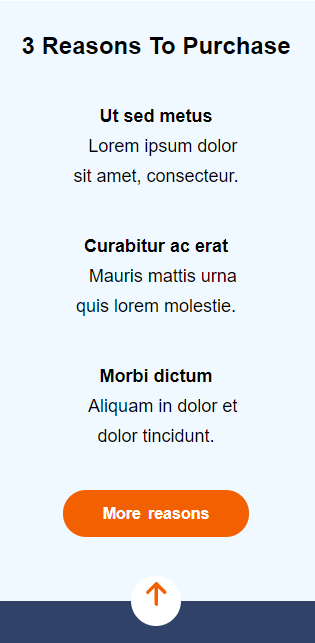 3 Reasons To Purchase
Ut sed metus
Lorem ipsum dolor
sit amet, consecteur.
Curabitur ac erat
Mauris mattis urna
quis lorem molestie.
Morbi dictum
Aliquam in dolor et
dolor tincidunt.
More reasons